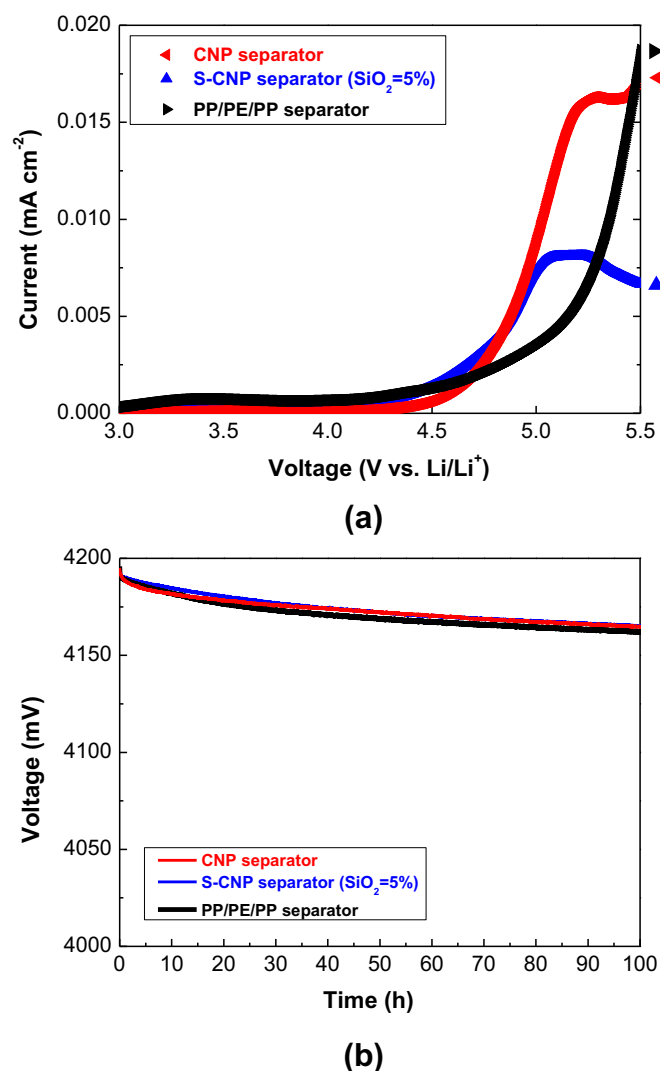 0.020
0.015
0.010
0.005
0.000
Current (mA cm⁻²)
CNP separator
S-CNP separator (SiO₂=5%)
PP/PE/PP separator
3.0 3.5 4.0 4.5 5.0 5.5
Voltage (V vs. Li/Li⁺)
(a)
4200
4150
4100
4050
4000
Voltage (mV)
CNP separator
S-CNP separator (SiO₂=5%)
PP/PE/PP separator
0 10 20 30 40 50 60 70 80 90 100
Time (h)
(b)